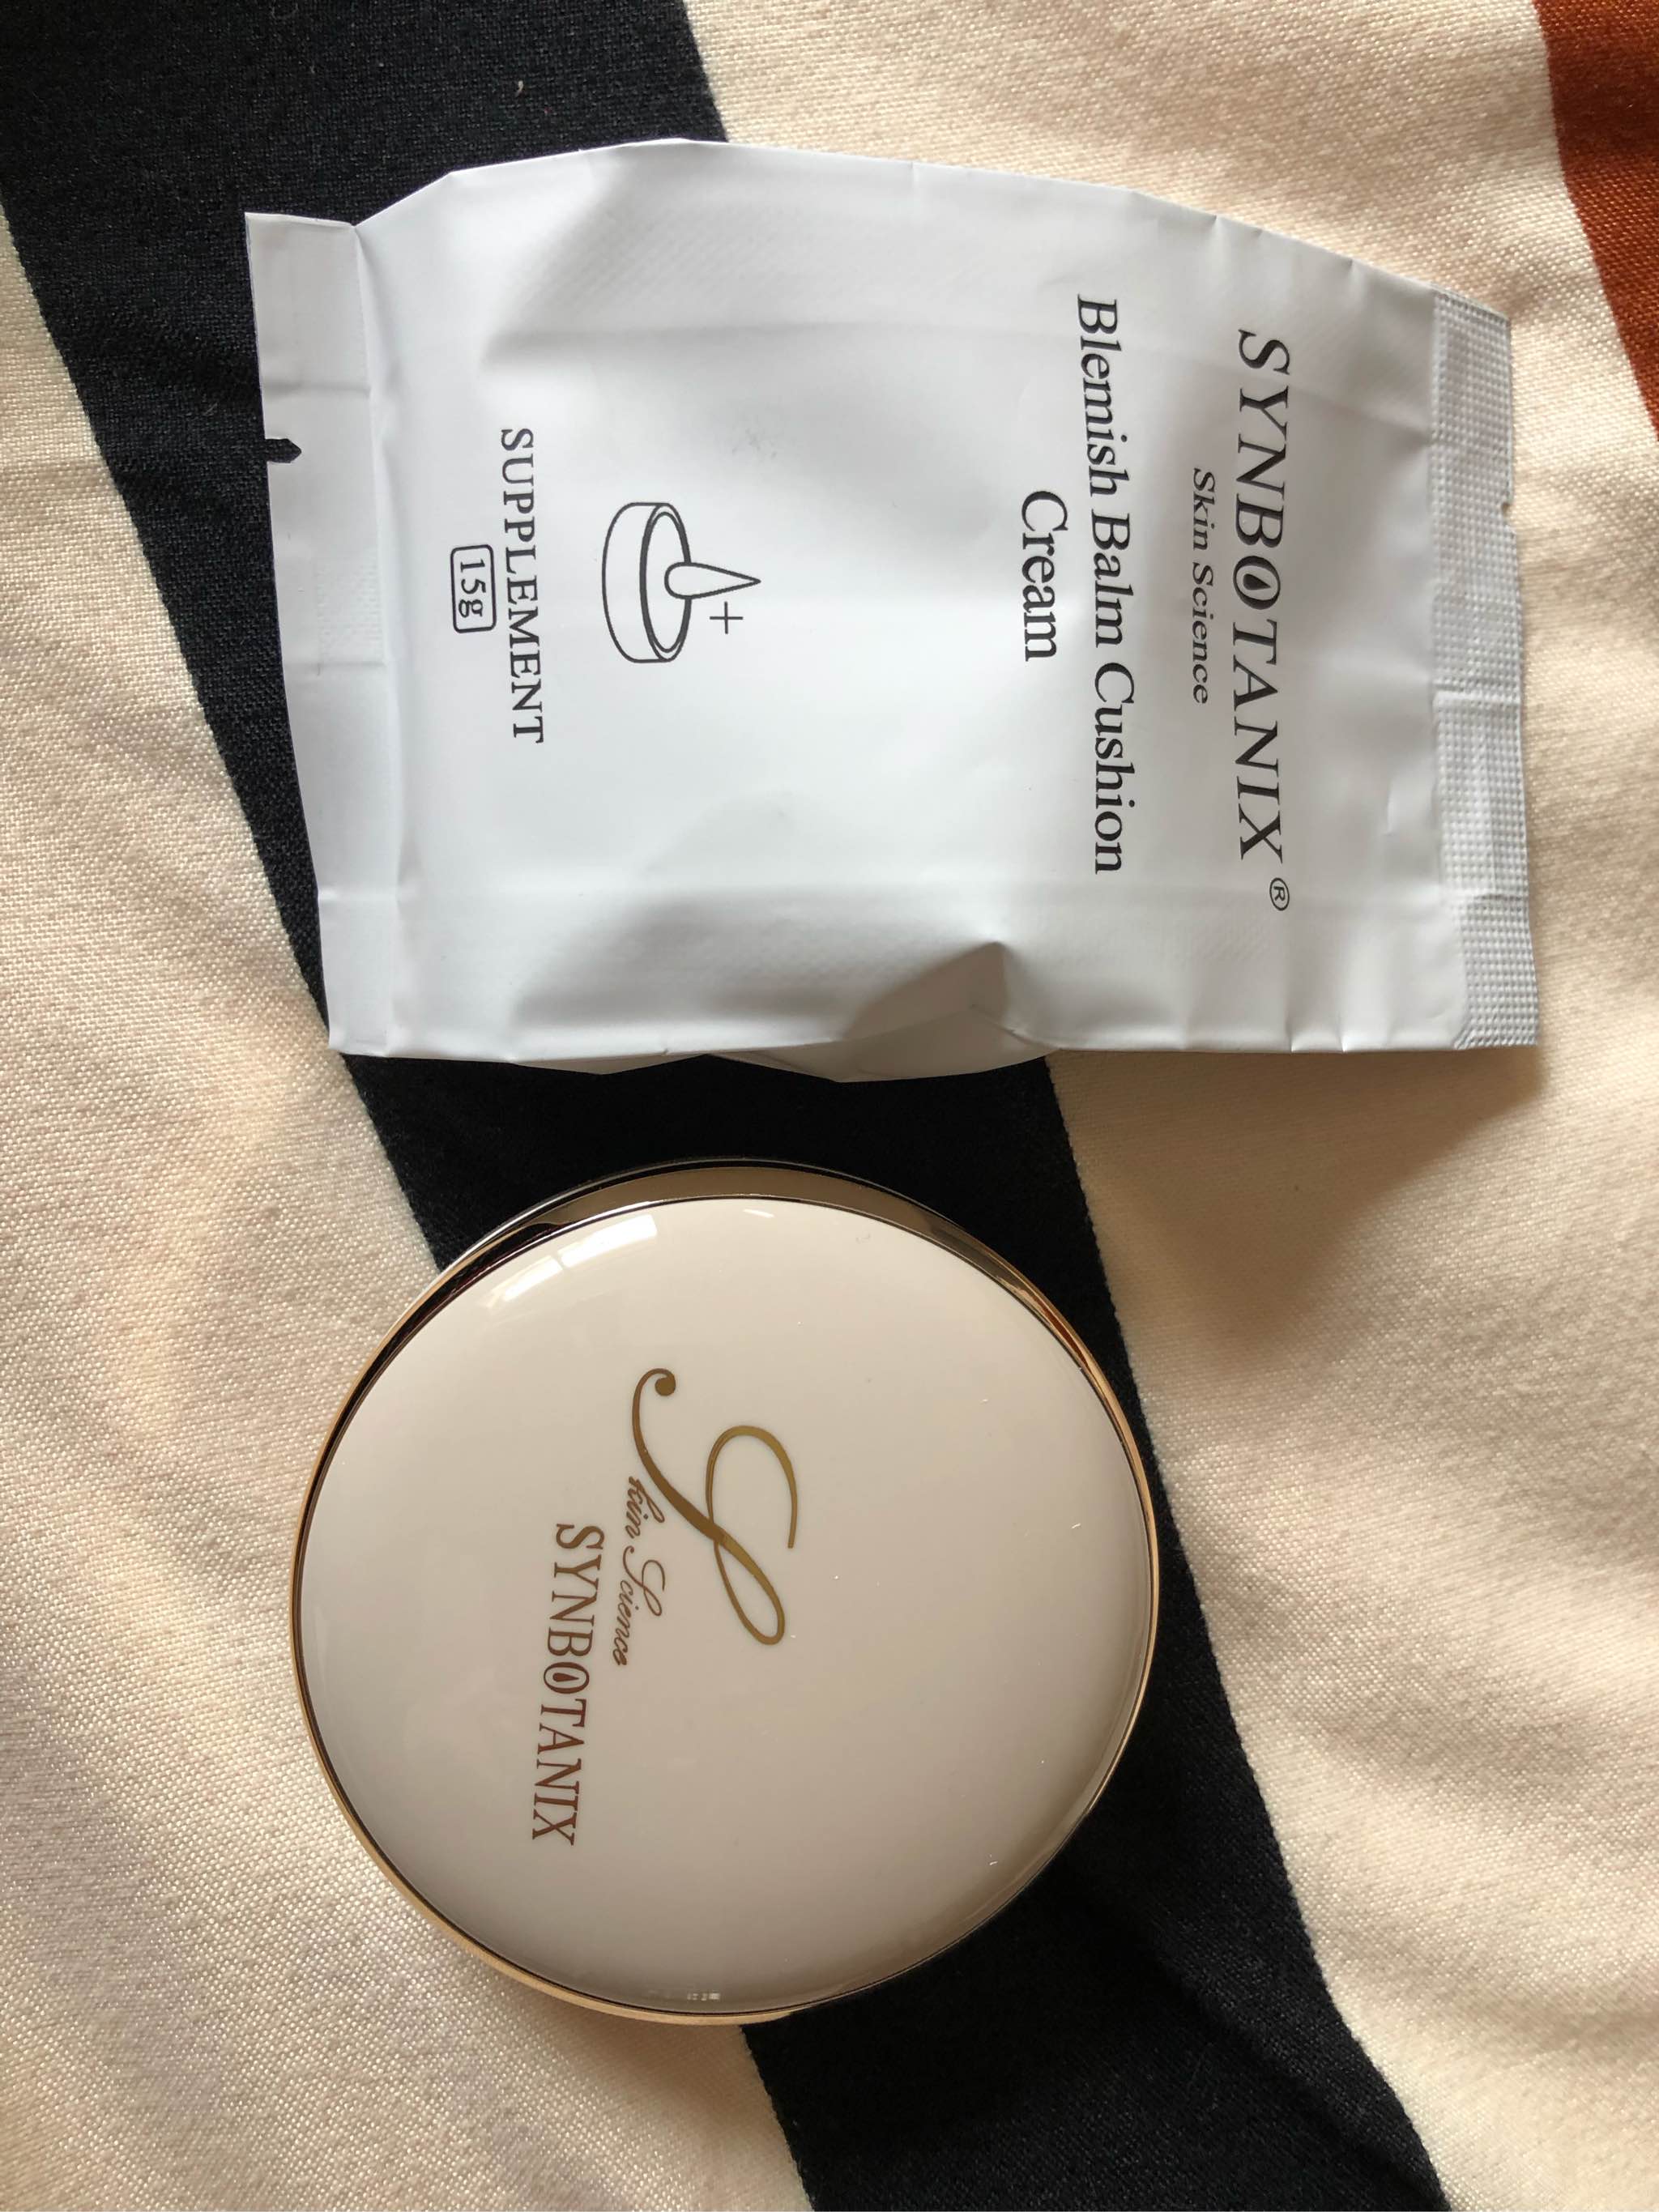 SYNBOTANIX®
Skin Science
Blemish Balm Cushion
Cream
SUPPLEMENT
15g
Skin Science
SYNBOTANIX